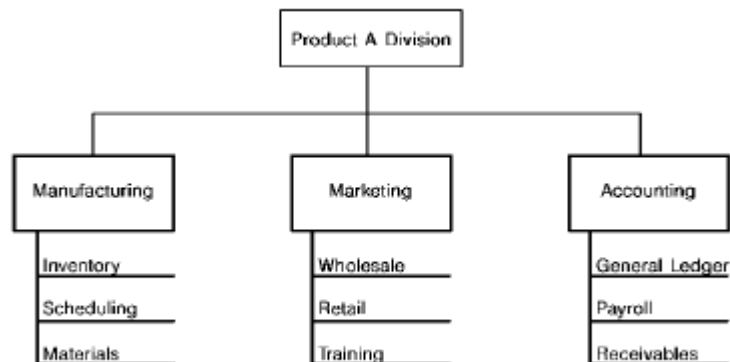 Product A Division
Manufacturing
Marketing
Accounting
Inventory
Wholesale
General Ledger
Scheduling
Retail
Payroll
Materials
Training
Receivables